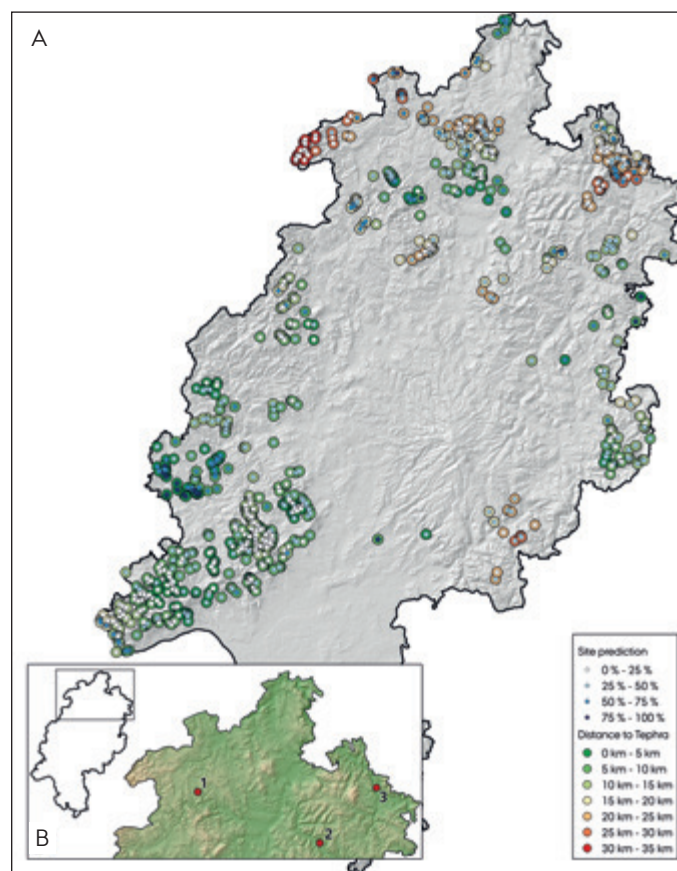 A
Site prediction
0 % - 25 %
25 % - 50 %
50 % - 75 %
75 % - 100 %
Distance to Tephra
0 km - 5 km
5 km - 10 km
10 km - 15 km
15 km - 20 km
20 km - 25 km
25 km - 30 km
30 km - 35 km
1
3
2
B